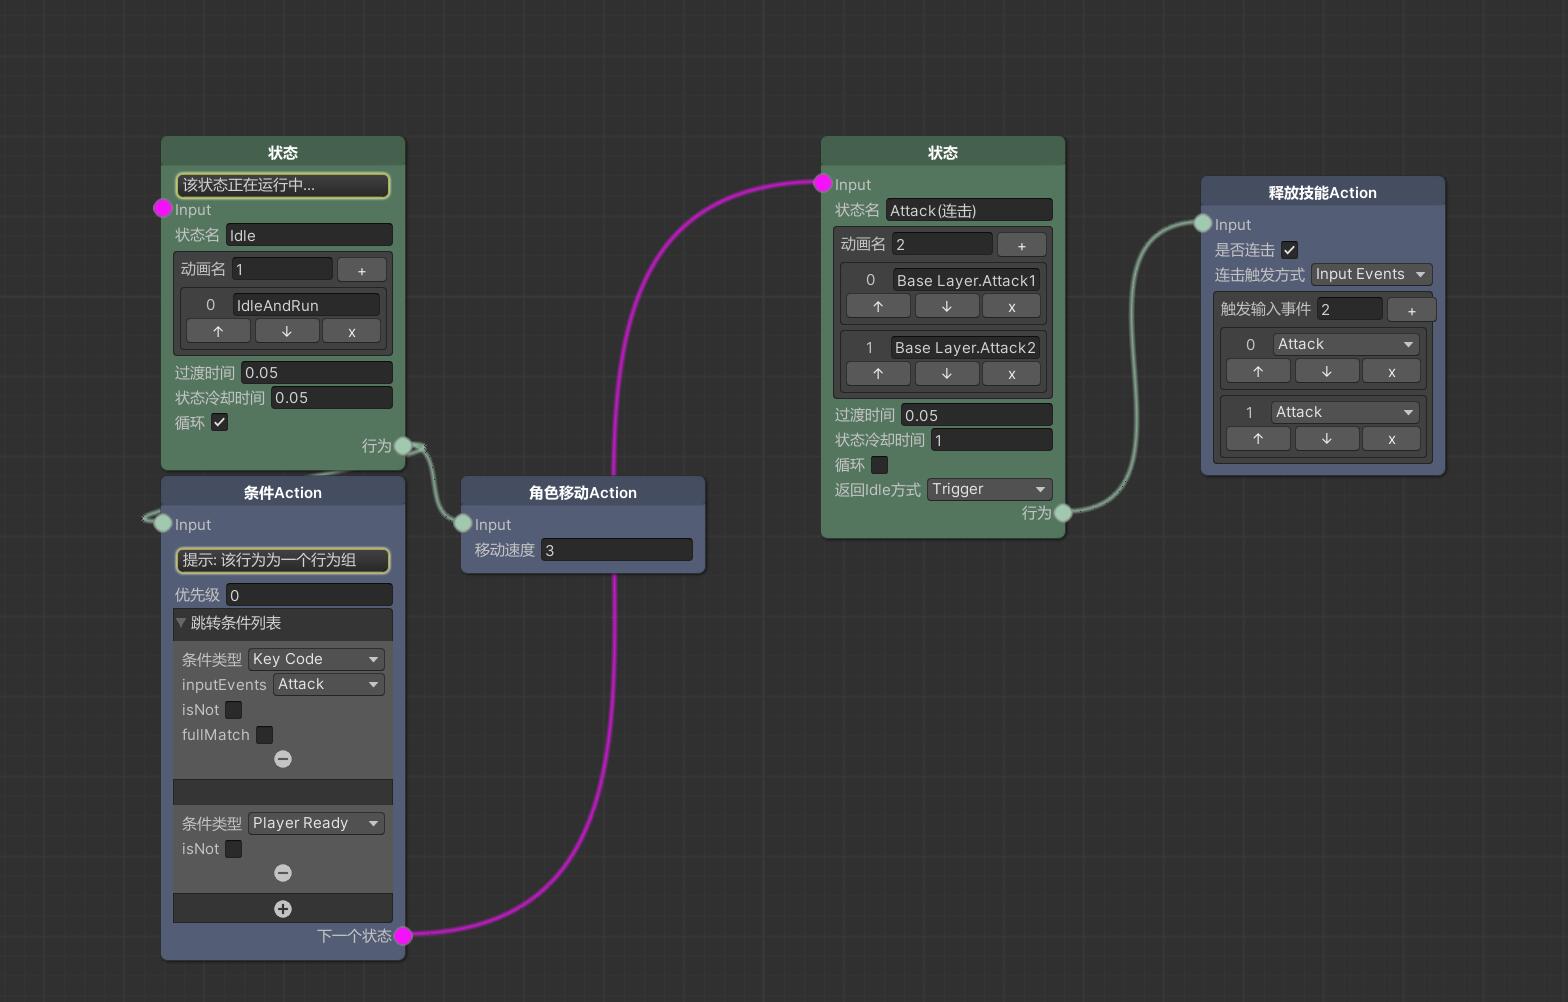 状态
该状态正在运行中...
Input
状态名 Idle
动画名 1 +
0 IdleAndRun
↑ ↓ x
过渡时间 0.05
状态冷却时间 0.05
循环
行为
条件Action
Input
提示: 该行为为一个行为组
优先级 0
跳转条件列表
条件类型 Key Code
inputEvents Attack
isNot
fullMatch
条件类型 Player Ready
isNot
下一个状态
角色移动Action
Input
移动速度 3
状态
Input
状态名 Attack(连击)
动画名 2 +
0 Base Layer.Attack1
↑ ↓ x
1 Base Layer.Attack2
↑ ↓ x
过渡时间 0.05
状态冷却时间 1
循环
返回Idle方式 Trigger
行为
释放技能Action
Input
是否连击
连击触发方式 Input Events
触发输入事件 2 +
0 Attack
↑ ↓ x
1 Attack
↑ ↓ x